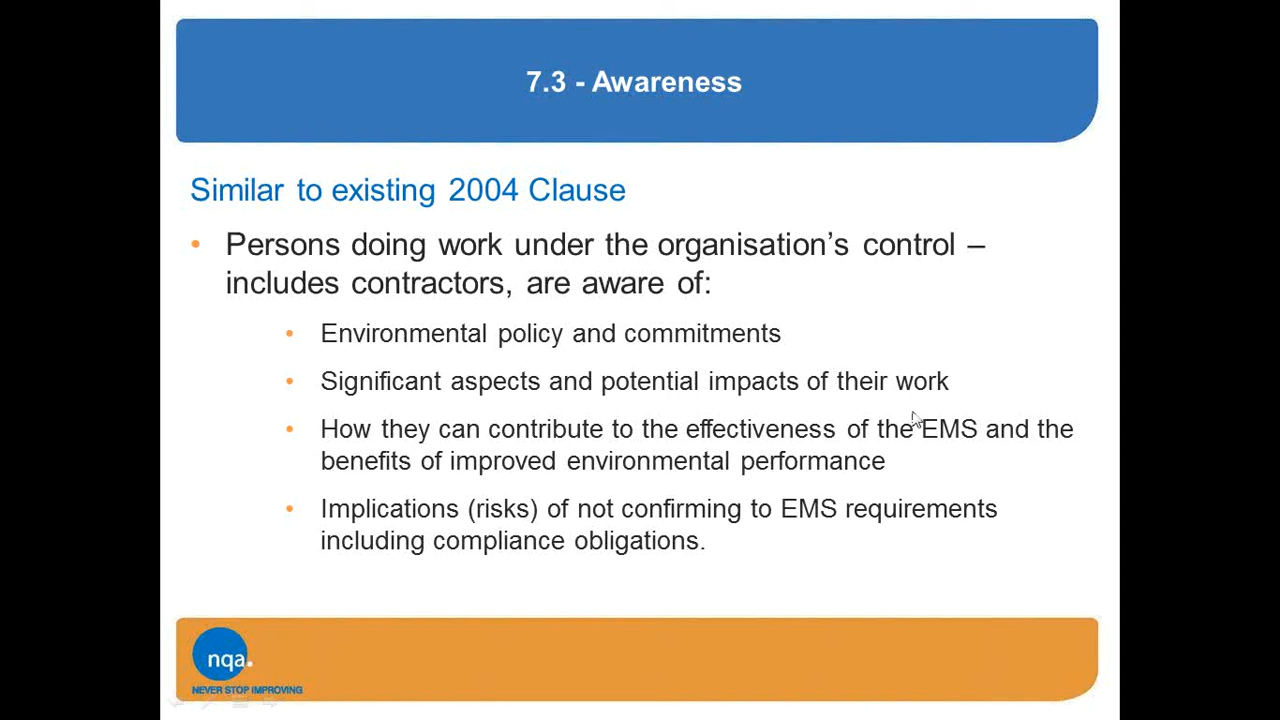 7.3 - Awareness
Similar to existing 2004 Clause
• Persons doing work under the organisation’s control –
includes contractors, are aware of:
• Environmental policy and commitments
• Significant aspects and potential impacts of their work
• How they can contribute to the effectiveness of the EMS and the
benefits of improved environmental performance
• Implications (risks) of not confirming to EMS requirements
including compliance obligations.
nqa.
NEVER STOP IMPROVING